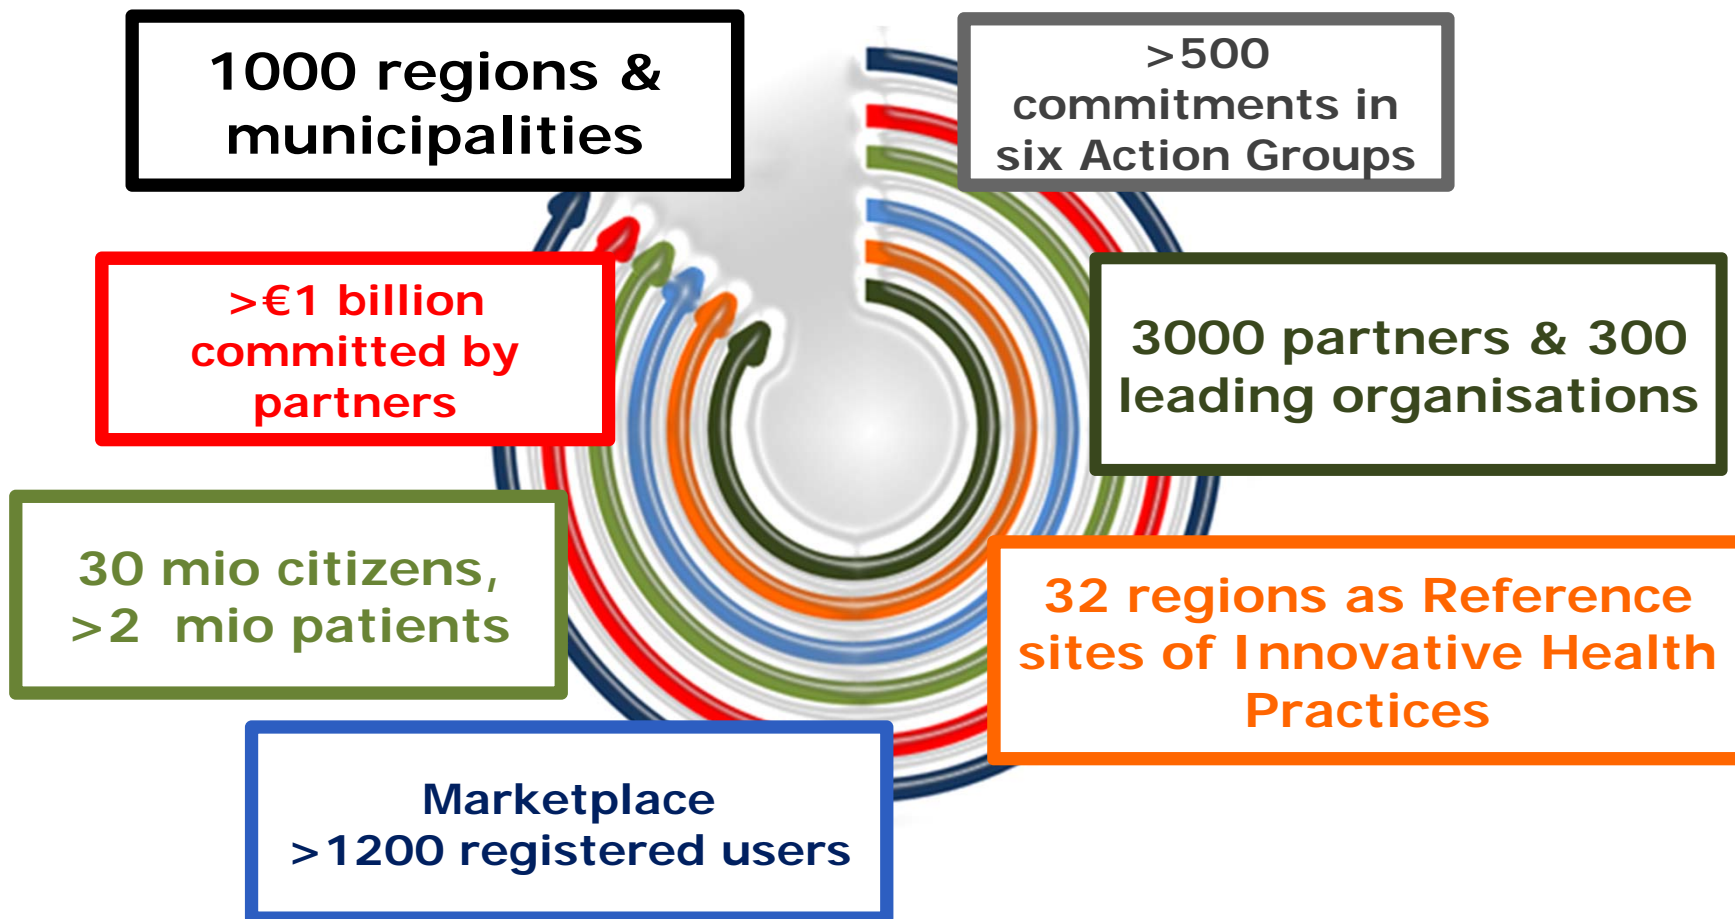 1000 regions &
municipalities
>500
commitments in
six Action Groups
>€1 billion
committed by
partners
3000 partners & 300
leading organisations
30 mio citizens,
>2 mio patients
32 regions as Reference
sites of Innovative Health
Practices
Marketplace
>1200 registered users